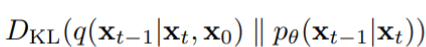 D_KL(q(x_{t−1}|x_t, x_0) ∥ p_θ(x_{t−1}|x_t))